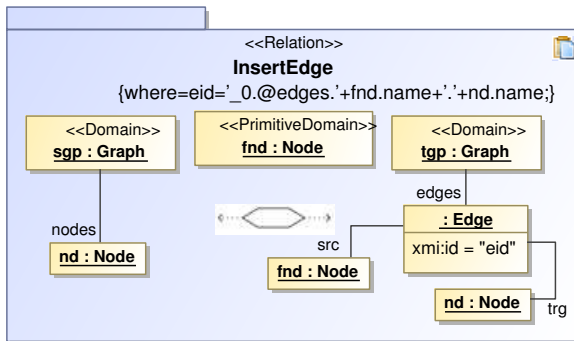 <<Relation>>
InsertEdge
{where=eid='_0.@edges.'+fnd.name+'.'+nd.name;}
<<Domain>>
sgp : Graph
<<PrimitiveDomain>>
fnd : Node
<<Domain>>
tgp : Graph
edges
: Edge
xmi:id = "eid"
nodes
nd : Node
src
fnd : Node
nd : Node
trg